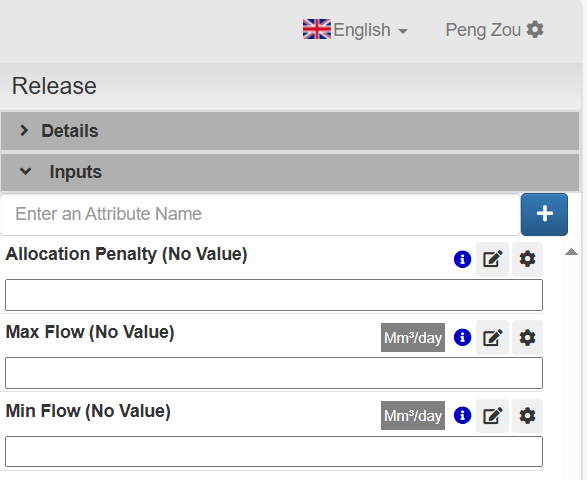 English Peng Zou
Release
Details
Inputs
Enter an Attribute Name
Allocation Penalty (No Value)
Max Flow (No Value) Mm³/day
Min Flow (No Value) Mm³/day